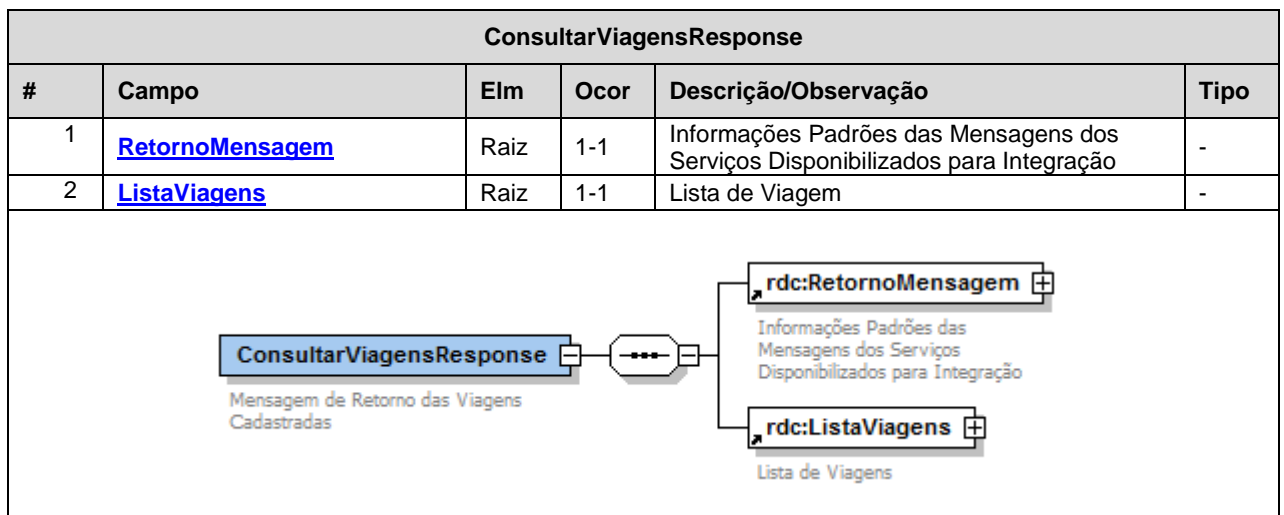 ConsultarViagensResponse
# Campo Elm Ocor Descrição/Observação Tipo
1 RetornoMensagem Raiz 1-1 Informações Padrões das Mensagens dos
Serviços Disponibilizados para Integração -
2 ListaViagens Raiz 1-1 Lista de Viagem -
rdc:RetornoMensagem
Informações Padrões das
Mensagens dos Serviços
Disponibilizados para Integração
ConsultarViagensResponse
Mensagem de Retorno das Viagens
Cadastradas
rdc:ListaViagens
Lista de Viagens